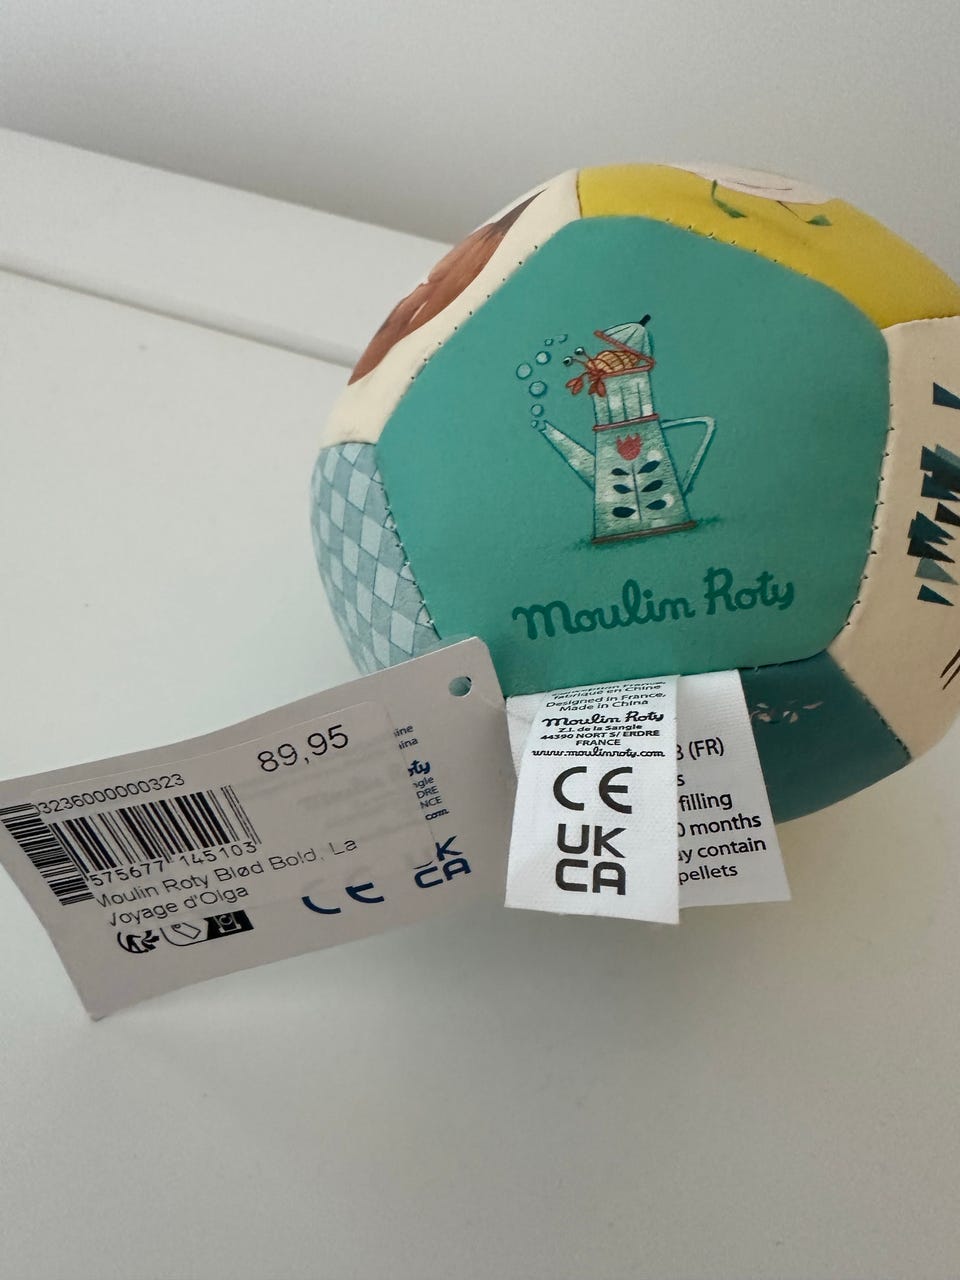 Moulin Roty
fabriqué en Chine
Designed in France,
Made in China
Moulin Roty
Z.I. de la Sangle
44390 NORT S/ ERDRE
FRANCE
www.moulinroty.com
CE
UK
CA
(FR)
filling
months
contain
pellets
89,95
3236000000323
575677 145103
Moulin Roty Blød Bold, La
Voyage d'Olga
CE
UK
CA